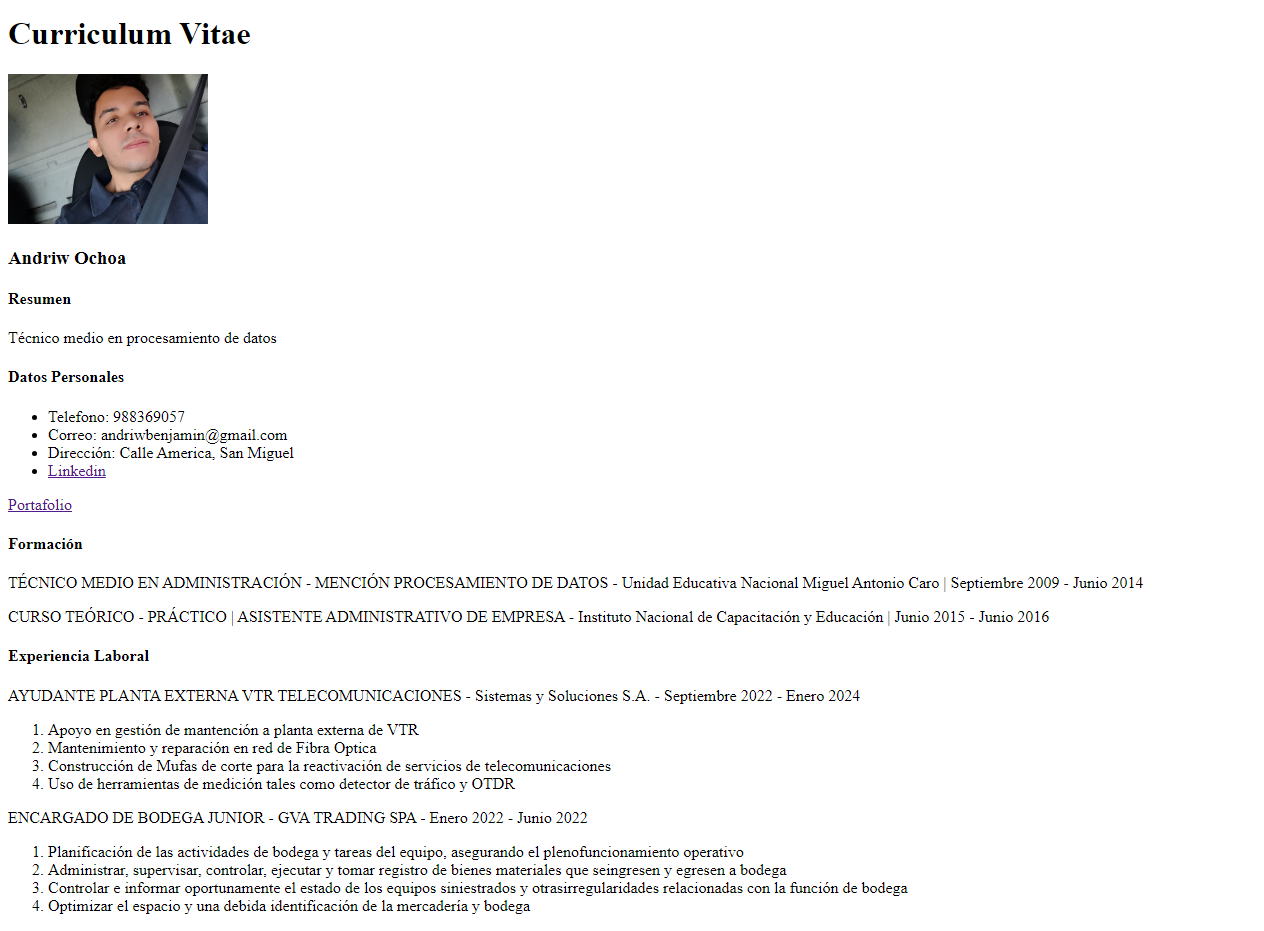 Curriculum Vitae
Andriw Ochoa
Resumen
Técnico medio en procesamiento de datos
Datos Personales
Telefono: 988369057
Correo: andriwbenjamin@gmail.com
Dirección: Calle America, San Miguel
Linkedin
Portafolio
Formación
TÉCNICO MEDIO EN ADMINISTRACIÓN - MENCIÓN PROCESAMIENTO DE DATOS - Unidad Educativa Nacional Miguel Antonio Caro | Septiembre 2009 - Junio 2014
CURSO TEÓRICO - PRÁCTICO | ASISTENTE ADMINISTRATIVO DE EMPRESA - Instituto Nacional de Capacitación y Educación | Junio 2015 - Junio 2016
Experiencia Laboral
AYUDANTE PLANTA EXTERNA VTR TELECOMUNICACIONES - Sistemas y Soluciones S.A. - Septiembre 2022 - Enero 2024
1. Apoyo en gestión de mantención a planta externa de VTR
2. Mantenimiento y reparación en red de Fibra Optica
3. Construcción de Mufas de corte para la reactivación de servicios de telecomunicaciones
4. Uso de herramientas de medición tales como detector de tráfico y OTDR
ENCARGADO DE BODEGA JUNIOR - GVA TRADING SPA - Enero 2022 - Junio 2022
1. Planificación de las actividades de bodega y tareas del equipo, asegurando el plenofuncionamiento operativo
2. Administrar, supervisar, controlar, ejecutar y tomar registro de bienes materiales que seingresen y egresen a bodega
3. Controlar e informar oportunamente el estado de los equipos siniestrados y otrasirregularidades relacionadas con la función de bodega
4. Optimizar el espacio y una debida identificación de la mercadería y bodega